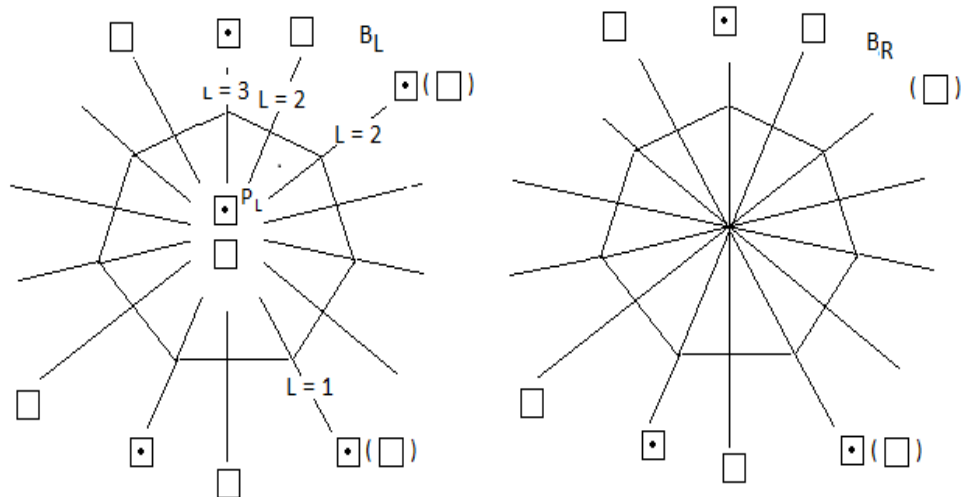 B_L
B_R
( )
( )
L = 3
L = 2
L = 2
P_L
L = 1
( )
( )